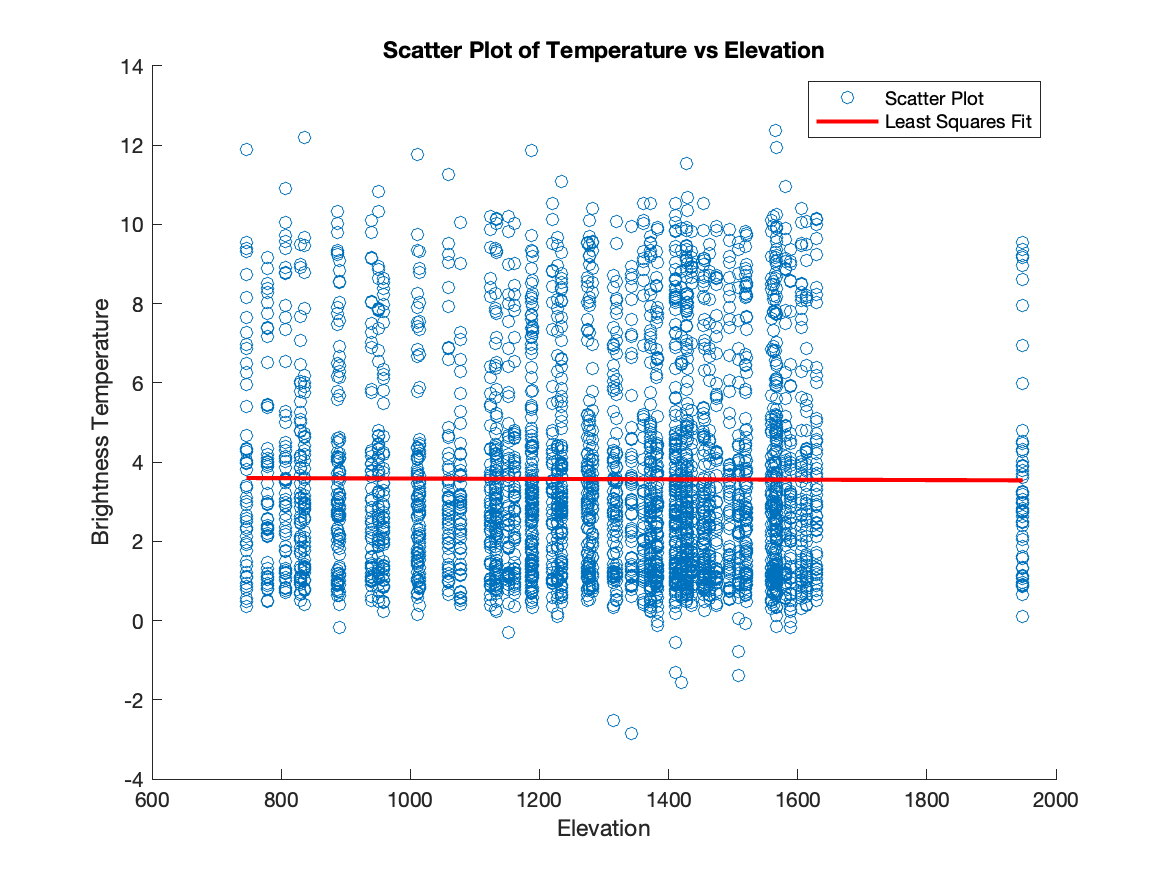 Scatter Plot of Temperature vs Elevation
Scatter Plot
Least Squares Fit
Brightness Temperature
14
12
10
8
6
4
2
0
-2
-4
600 800 1000 1200 1400 1600 1800 2000
Elevation